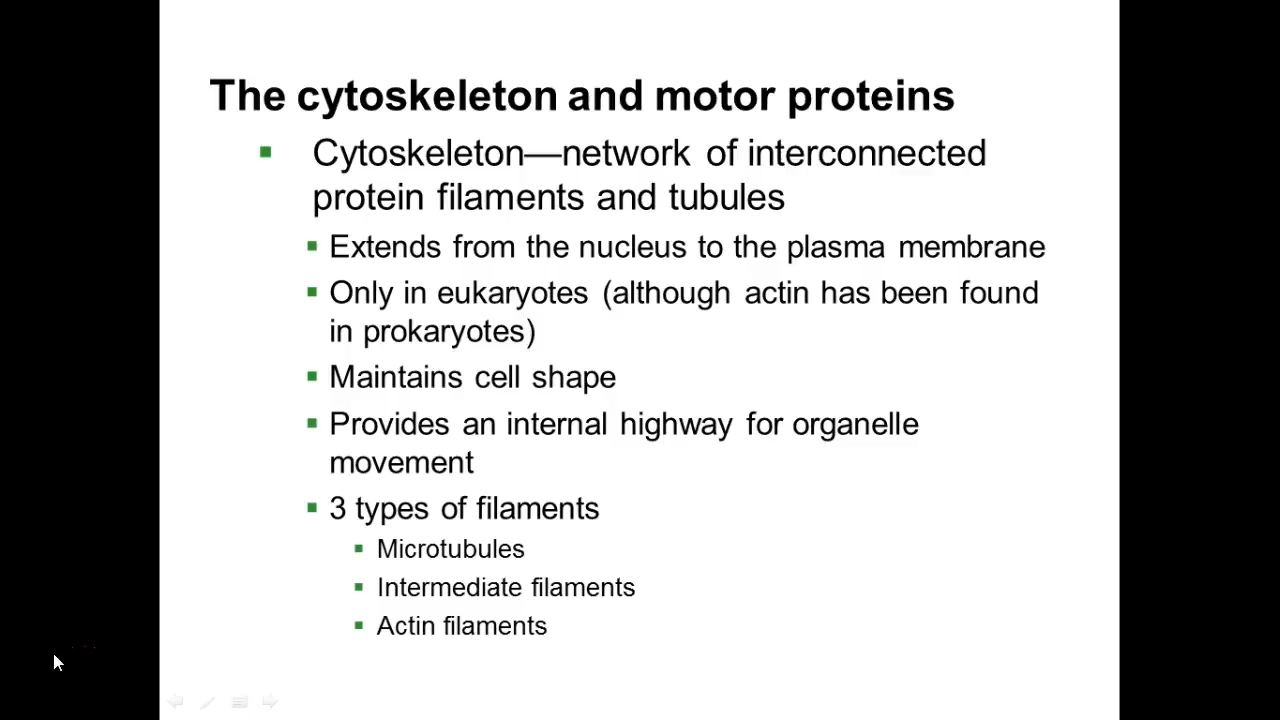 The cytoskeleton and motor proteins
Cytoskeleton—network of interconnected
protein filaments and tubules
Extends from the nucleus to the plasma membrane
Only in eukaryotes (although actin has been found
in prokaryotes)
Maintains cell shape
Provides an internal highway for organelle
movement
3 types of filaments
Microtubules
Intermediate filaments
Actin filaments